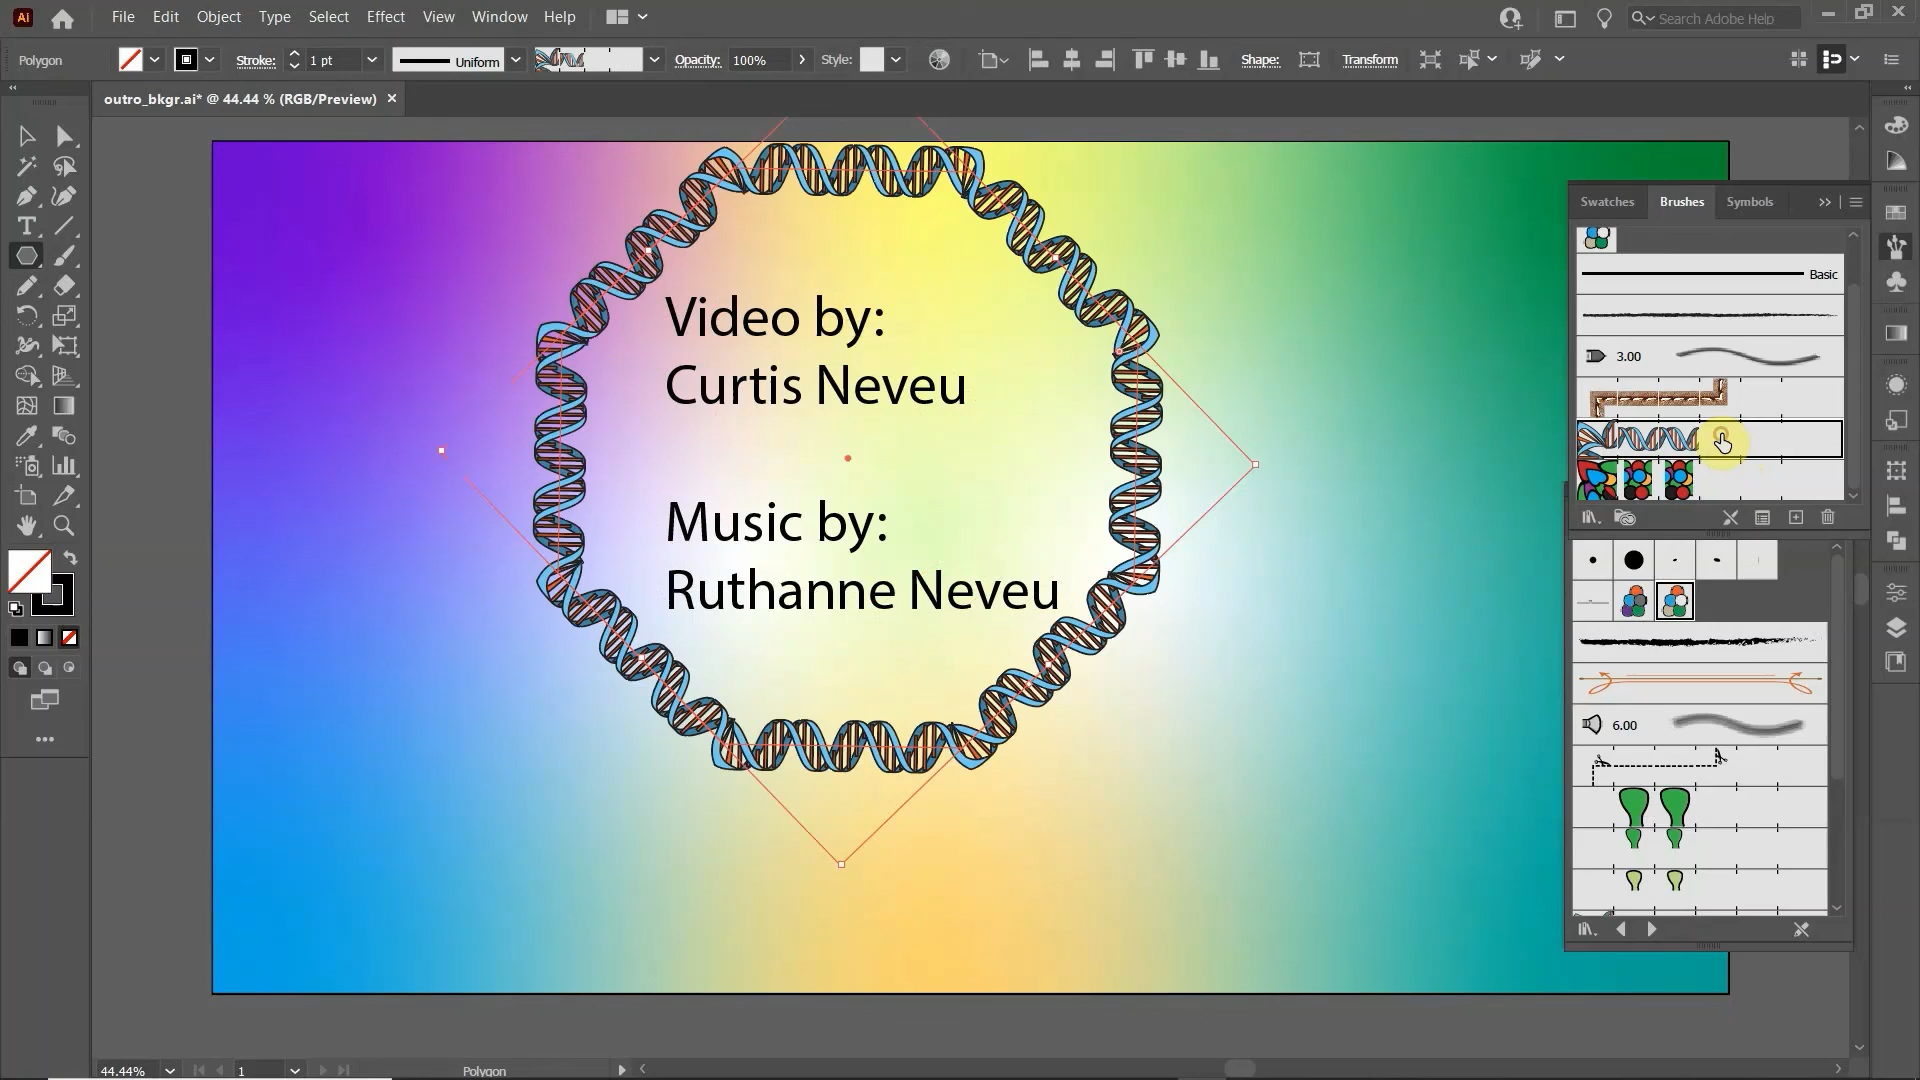 Ai
File Edit Object Type Select Effect View Window Help
Search Adobe Help
Polygon Stroke: 1 pt Uniform Opacity: 100% Style: Shape: Transform
outro_bkgr.ai* @ 44.44 % (RGB/Preview)
Swatches Brushes Symbols
Basic
3.00
6.00
Video by:
Curtis Neveu
Music by:
Ruthanne Neveu
44.44% 1 Polygon